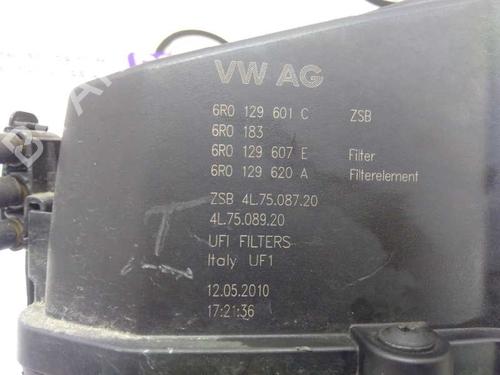 VW AG
6R0 129 601 C ZSB
6R0 183
6R0 129 607 E Filter
6R0 129 620 A Filterelement
ZSB 4L.75.087.20
4L.75.089.20
UFI FILTERS
Italy UF1
12.05.2010
17:21:36